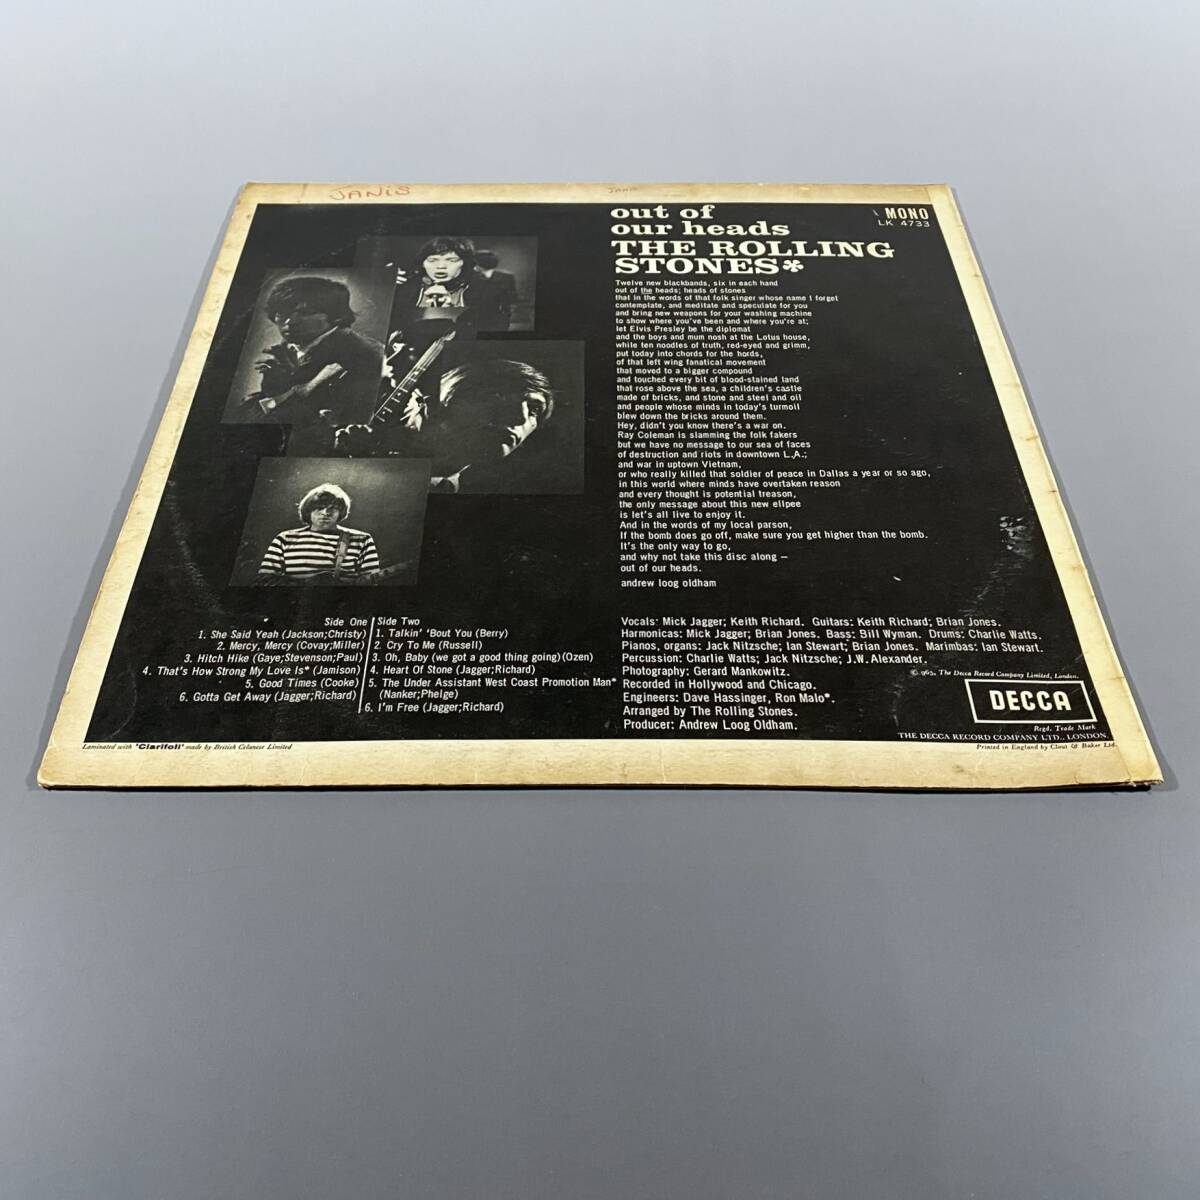 JANiS
out of
our heads
THE ROLLING
STONES*
MONO
LK 4733
Twelve new blackbands, six in each hand
out of the heads; heads of stones
that in the words of that folk singer whose name I forget
contemplate, and meditate and speculate for you
and bring new weapons for your washing machine
to show where you've been and where you're at;
let Elvis Presley be the diplomat
and the boys and mum nosh at the Lotus house,
while ten noodles of truth, red-eyed and grimm,
put today into chords for the hords,
of that left wing fanatical movement
that moved to a bigger compound
and touched every bit of blood-stained land
that rose above the sea, a children's castle
made of bricks, and stone and steel and oil
and people whose minds in today's turmoil
blew down the bricks around them.
Hey, didn't you know there's a war on.
Ray Coleman is slamming the folk fakers
but we have no message to our sea of faces
of destruction and riots in downtown L.A.;
and war in uptown Vietnam,
or who really killed that soldier of peace in Dallas a year or so ago,
in this world where minds have overtaken reason
and every thought is potential treason,
the only message about this new ellpee
is let's all live to enjoy it.
And in the words of my local parson,
If the bomb does go off, make sure you get higher than the bomb.
It's the only way to go,
and why not take this disc along —
out of our heads.
andrew loog oldham
Side One
1. She Said Yeah (Jackson;Christy)
2. Mercy, Mercy (Covay;Miller)
3. Hitch Hike (Gaye;Stevenson;Paul)
4. That's How Strong My Love Is* (Jamison)
5. Good Times (Cooke)
6. Gotta Get Away (Jagger;Richard)
Side Two
1. Talkin' 'Bout You (Berry)
2. Cry To Me (Russell)
3. Oh, Baby (we got a good thing going) (Ozen)
4. Heart Of Stone (Jagger;Richard)
5. The Under Assistant West Coast Promotion Man*
(Nanker;Phelge)
6. I'm Free (Jagger;Richard)
Vocals: Mick Jagger; Keith Richard. Guitars: Keith Richard; Brian Jones.
Harmonicas: Mick Jagger; Brian Jones. Bass: Bill Wyman. Drums: Charlie Watts.
Pianos, organs: Jack Nitzsche; Ian Stewart; Brian Jones. Marimbas: Ian Stewart.
Percussion: Charlie Watts; Jack Nitzsche; J.W. Alexander.
Photography: Gerard Mankowitz.
Recorded in Hollywood and Chicago.
Engineers: Dave Hassinger, Ron Malo*.
Arranged by The Rolling Stones.
Producer: Andrew Loog Oldham.
The Decca Record Company Limited, London.
DECCA
Regd. Trade Mark
THE DECCA RECORD COMPANY LTD., LONDON.
Laminated with 'Clarifoil' made by British Celanese Limited
Printed in England by Clout & Baker Ltd.